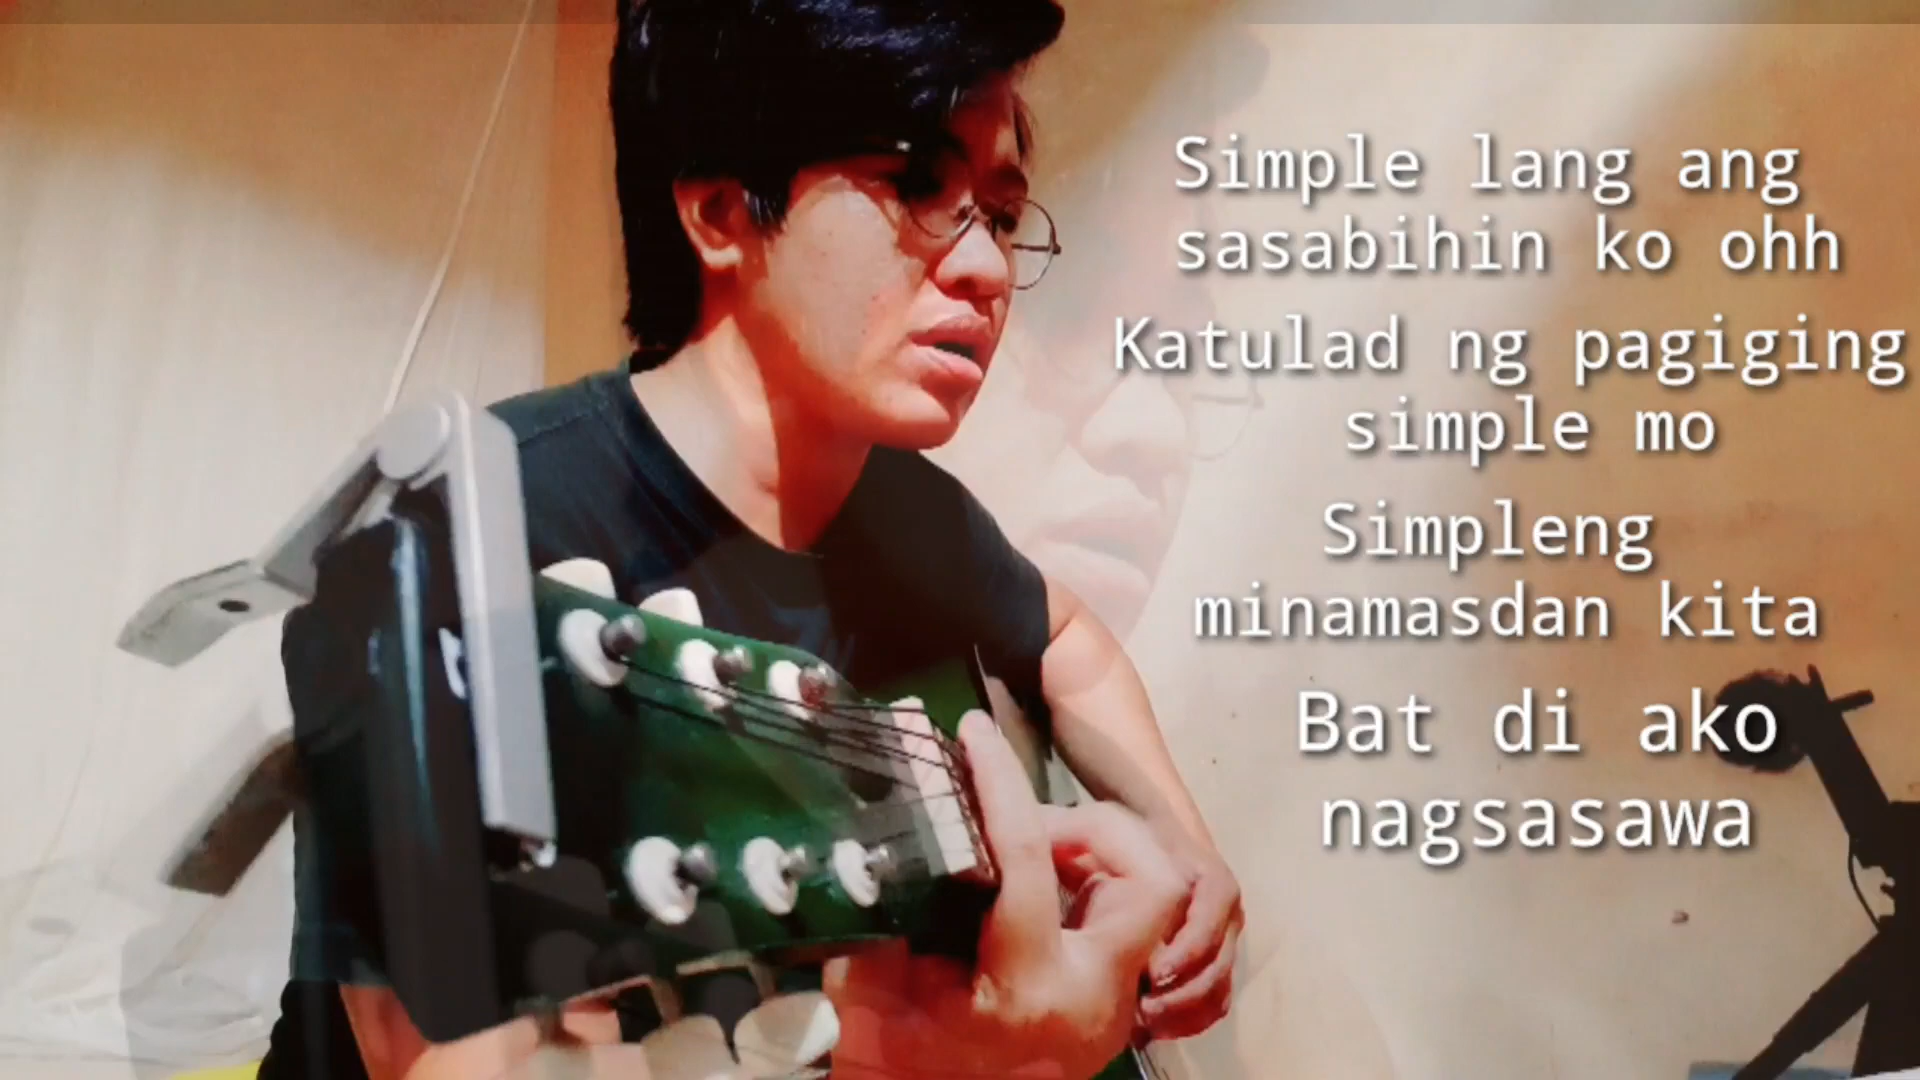 Simple lang ang
sasabihin ko ohh
Katulad ng pagiging
simple mo
Simpleng
minamasdan kita
Bat di ako
nagsasawa